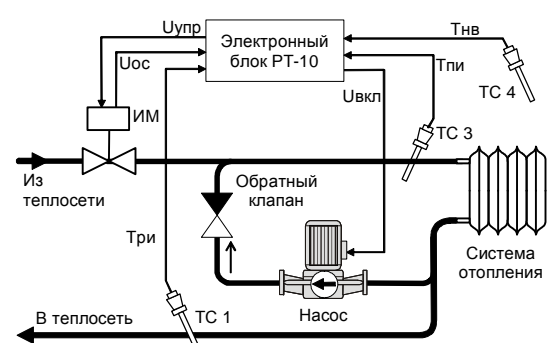 Uупр
Uос
Электронный
блок РТ-10
Тнв
Тпи
ТС 4
Uвкл
ИМ
ТС 3
Из
теплосети
Обратный
клапан
Три
Система
отопления
ТС 1
Насос
В теплосеть